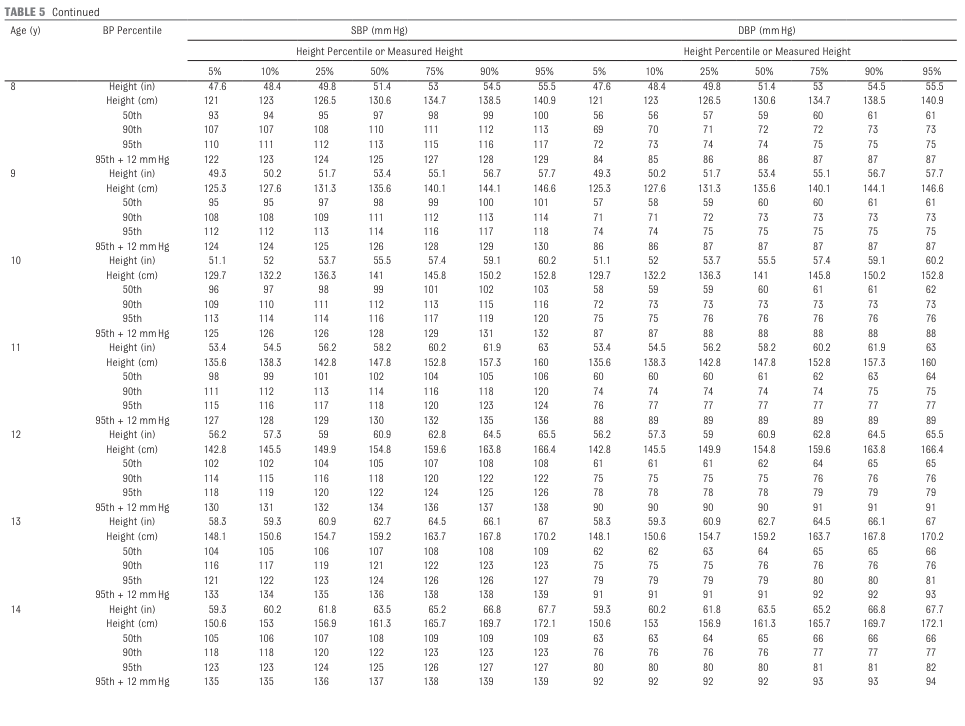 TABLE 5 Continued
Age (y) BP Percentile SBP (mm Hg) DBP (mm Hg)
Height Percentile or Measured Height Height Percentile or Measured Height
5% 10% 25% 50% 75% 90% 95% 5% 10% 25% 50% 75% 90% 95%
8 Height (in) 47.6 48.4 49.8 51.4 53 54.5 55.5 47.6 48.4 49.8 51.4 53 54.5 55.5
Height (cm) 121 123 126.5 130.6 134.7 138.5 140.9 121 123 126.5 130.6 134.7 138.5 140.9
50th 93 94 95 97 98 99 100 56 56 57 59 60 61 61
90th 107 107 108 110 111 112 113 69 70 71 72 72 73 73
95th 110 111 112 113 115 116 117 72 73 74 74 75 75 75
95th + 12 mm Hg 122 123 124 125 127 128 129 84 85 86 86 87 87 87
9 Height (in) 49.3 50.2 51.7 53.4 55.1 56.7 57.7 49.3 50.2 51.7 53.4 55.1 56.7 57.7
Height (cm) 125.3 127.6 131.3 135.6 140.1 144.1 146.6 125.3 127.6 131.3 135.6 140.1 144.1 146.6
50th 95 95 97 98 99 100 101 57 58 59 60 60 61 61
90th 108 108 109 111 112 113 114 71 71 72 73 73 73 73
95th 112 112 113 114 116 117 118 74 74 75 75 75 75 75
95th + 12 mm Hg 124 124 125 126 128 129 130 86 86 87 87 87 87 87
10 Height (in) 51.1 52 53.7 55.5 57.4 59.1 60.2 51.1 52 53.7 55.5 57.4 59.1 60.2
Height (cm) 129.7 132.2 136.3 141 145.8 150.2 152.8 129.7 132.2 136.3 141 145.8 150.2 152.8
50th 96 97 98 99 101 102 103 58 59 59 60 61 61 62
90th 109 110 111 112 113 115 116 72 73 73 73 73 73 73
95th 113 114 114 116 117 119 120 75 75 76 76 76 76 76
95th + 12 mm Hg 125 126 126 128 129 131 132 87 87 88 88 88 88 88
11 Height (in) 53.4 54.5 56.2 58.2 60.2 61.9 63 53.4 54.5 56.2 58.2 60.2 61.9 63
Height (cm) 135.6 138.3 142.8 147.8 152.8 157.3 160 135.6 138.3 142.8 147.8 152.8 157.3 160
50th 98 99 101 102 104 105 106 60 60 60 61 62 63 64
90th 111 112 113 114 116 118 120 74 74 74 74 74 75 75
95th 115 116 117 118 120 123 124 76 77 77 77 77 77 77
95th + 12 mm Hg 127 128 129 130 132 135 136 88 89 89 89 89 89 89
12 Height (in) 56.2 57.3 59 60.9 62.8 64.5 65.5 56.2 57.3 59 60.9 62.8 64.5 65.5
Height (cm) 142.8 145.5 149.9 154.8 159.6 163.8 166.4 142.8 145.5 149.9 154.8 159.6 163.8 166.4
50th 102 102 104 105 107 108 108 61 61 61 62 64 65 65
90th 114 115 116 118 120 122 122 75 75 75 75 76 76 76
95th 118 119 120 122 124 125 126 78 78 78 78 79 79 79
95th + 12 mm Hg 130 131 132 134 136 137 138 90 90 90 90 91 91 91
13 Height (in) 58.3 59.3 60.9 62.7 64.5 66.1 67 58.3 59.3 60.9 62.7 64.5 66.1 67
Height (cm) 148.1 150.6 154.7 159.2 163.7 167.8 170.2 148.1 150.6 154.7 159.2 163.7 167.8 170.2
50th 104 105 106 107 108 108 109 62 62 63 64 65 65 66
90th 116 117 119 121 122 123 123 75 75 75 76 76 76 76
95th 121 122 123 124 126 126 127 79 79 79 79 80 80 81
95th + 12 mm Hg 133 134 135 136 138 138 139 91 91 91 91 92 92 93
14 Height (in) 59.3 60.2 61.8 63.5 65.2 66.8 67.7 59.3 60.2 61.8 63.5 65.2 66.8 67.7
Height (cm) 150.6 153 156.9 161.3 165.7 169.7 172.1 150.6 153 156.9 161.3 165.7 169.7 172.1
50th 105 106 107 108 109 109 109 63 63 64 65 66 66 66
90th 118 118 120 122 123 123 123 76 76 76 76 77 77 77
95th 123 123 124 125 126 127 127 80 80 80 80 81 81 82
95th + 12 mm Hg 135 135 136 137 138 139 139 92 92 92 92 93 93 94